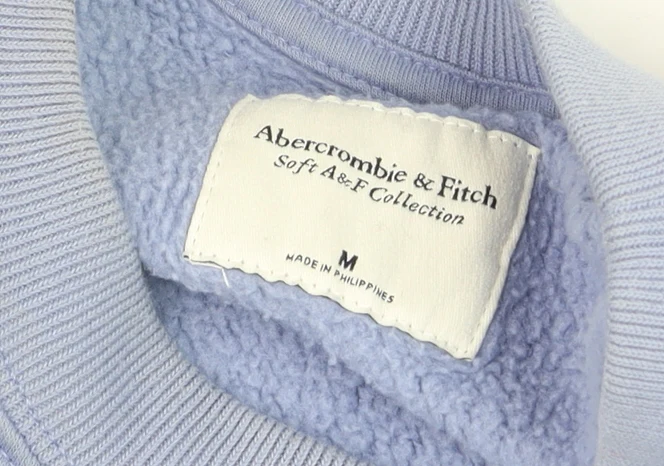 Abercrombie & Fitch
Soft A&F Collection
M
MADE IN PHILIPPINES